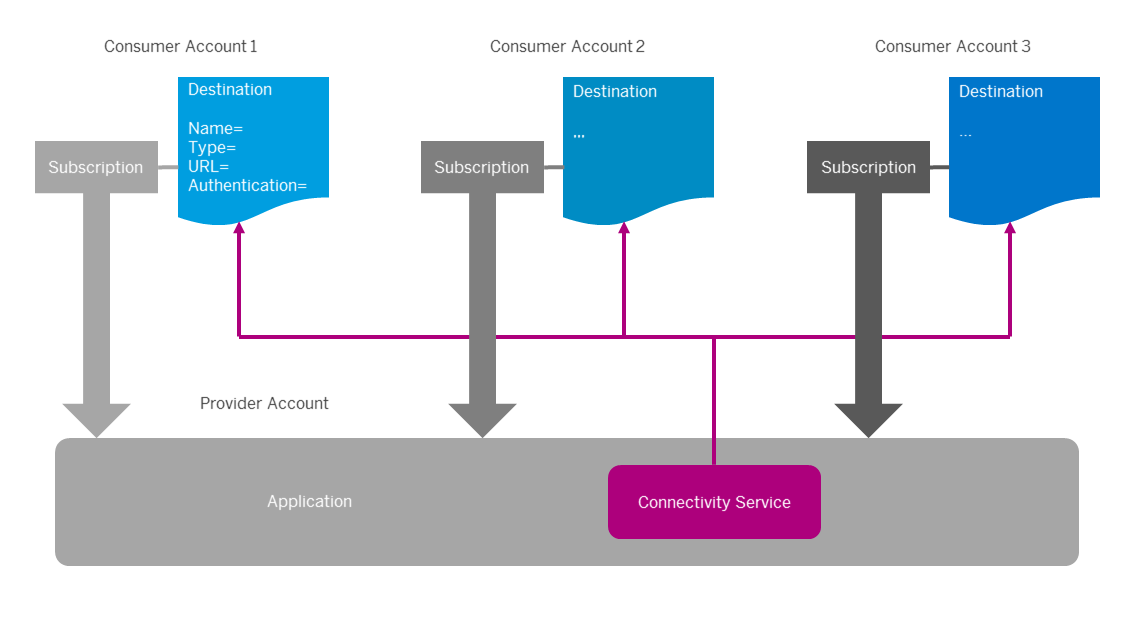 Consumer Account 1
Consumer Account 2
Consumer Account 3
Destination
Name=
Type=
URL=
Authentication=
Subscription
Destination
...
Subscription
Destination
...
Subscription
Provider Account
Application
Connectivity Service